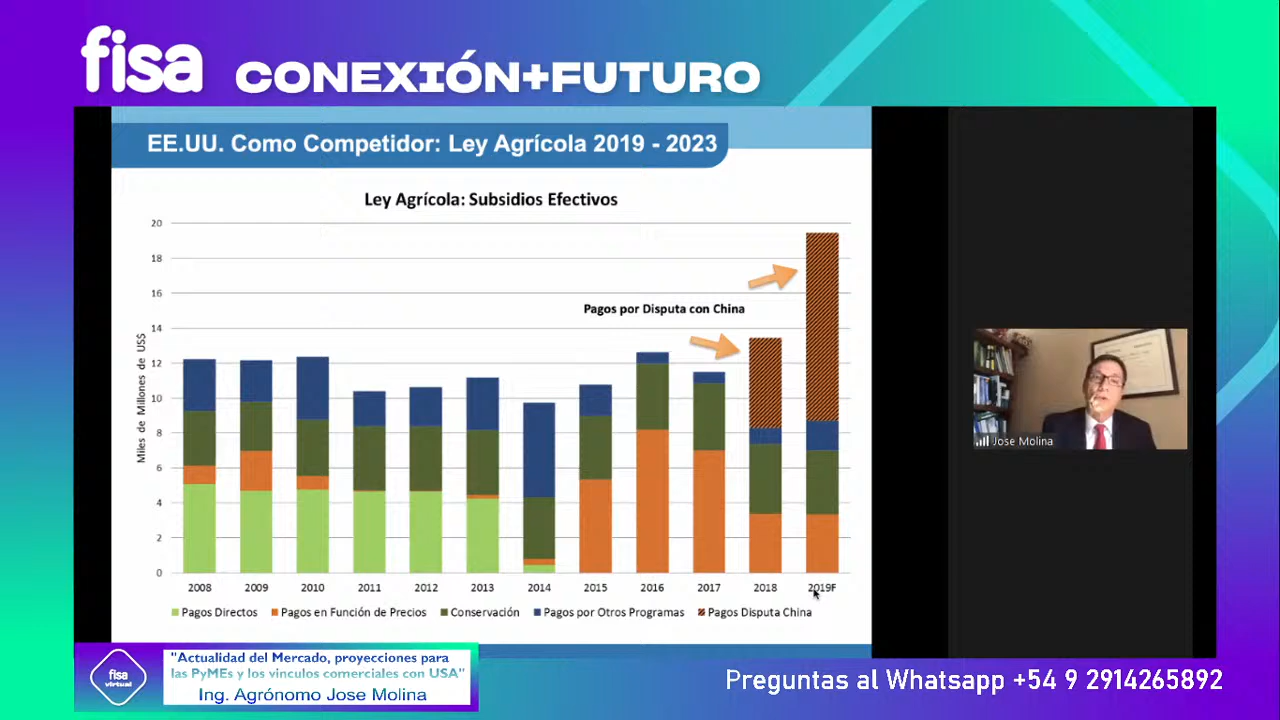 fisa CONEXIÓN+FUTURO
EE.UU. Como Competidor: Ley Agrícola 2019 - 2023
Ley Agrícola: Subsidios Efectivos
Miles de Millones de US$
20
18
16
14
12
10
8
6
4
2
0
Pagos por Disputa con China
2008 2009 2010 2011 2012 2013 2014 2015 2016 2017 2018 2019F
Pagos Directos Pagos en Función de Precios Conservación Pagos por Otros Programas Pagos Disputa China
Jose Molina
fisa
virtual
"Actualidad del Mercado, proyecciones para
las PyMEs y los vinculos comerciales con USA"
Ing. Agrónomo Jose Molina
Preguntas al Whatsapp +54 9 2914265892